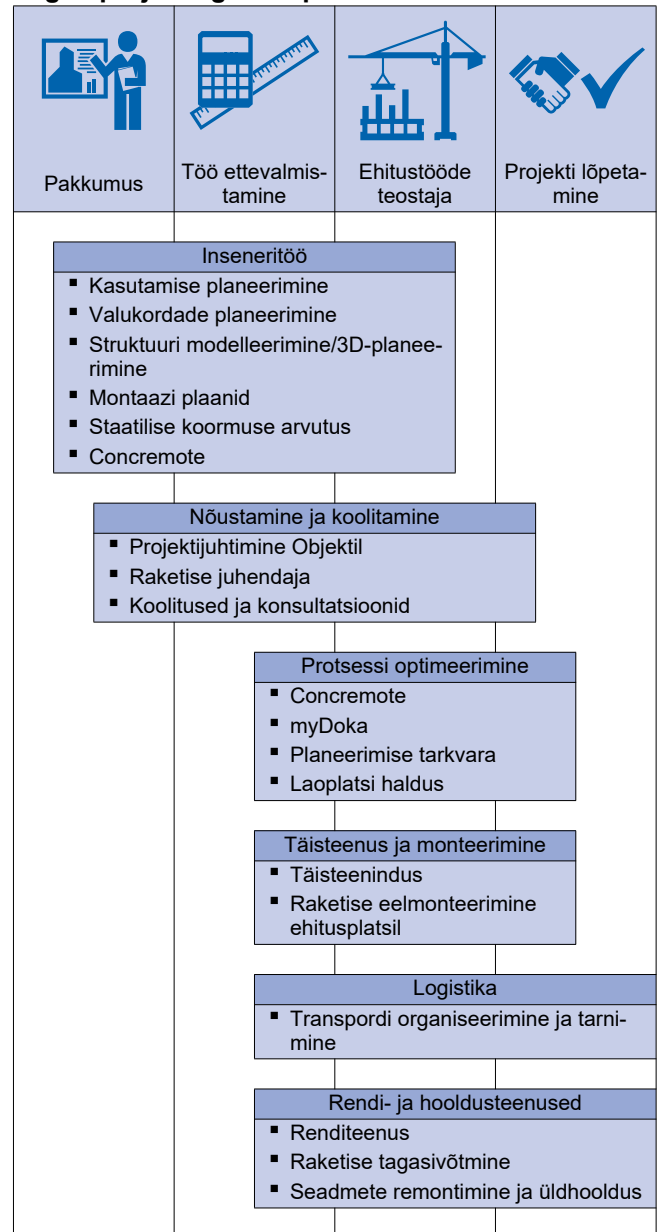 Pakkumus
Töö ettevalmis-
tamine
Ehitustööde
teostaja
Projekti lõpeta-
mine
Inseneritöö
▪ Kasutamise planeerimine
▪ Valukordade planeerimine
▪ Struktuuri modelleerimine/3D-planee-
rimine
▪ Montaazi plaanid
▪ Staatilise koormuse arvutus
▪ Concremote
Nõustamine ja koolitamine
▪ Projektijuhtimine Objektil
▪ Raketise juhendaja
▪ Koolitused ja konsultatsioonid
Protsessi optimeerimine
▪ Concremote
▪ myDoka
▪ Planeerimise tarkvara
▪ Laoplatsi haldus
Täisteenus ja monteerimine
▪ Täisteenindus
▪ Raketise eelmonteerimine
ehitusplatsil
Logistika
▪ Transpordi organiseerimine ja tarni-
mine
Rendi- ja hooldusteenused
▪ Renditeenus
▪ Raketise tagasivõtmine
▪ Seadmete remontimine ja üldhooldus